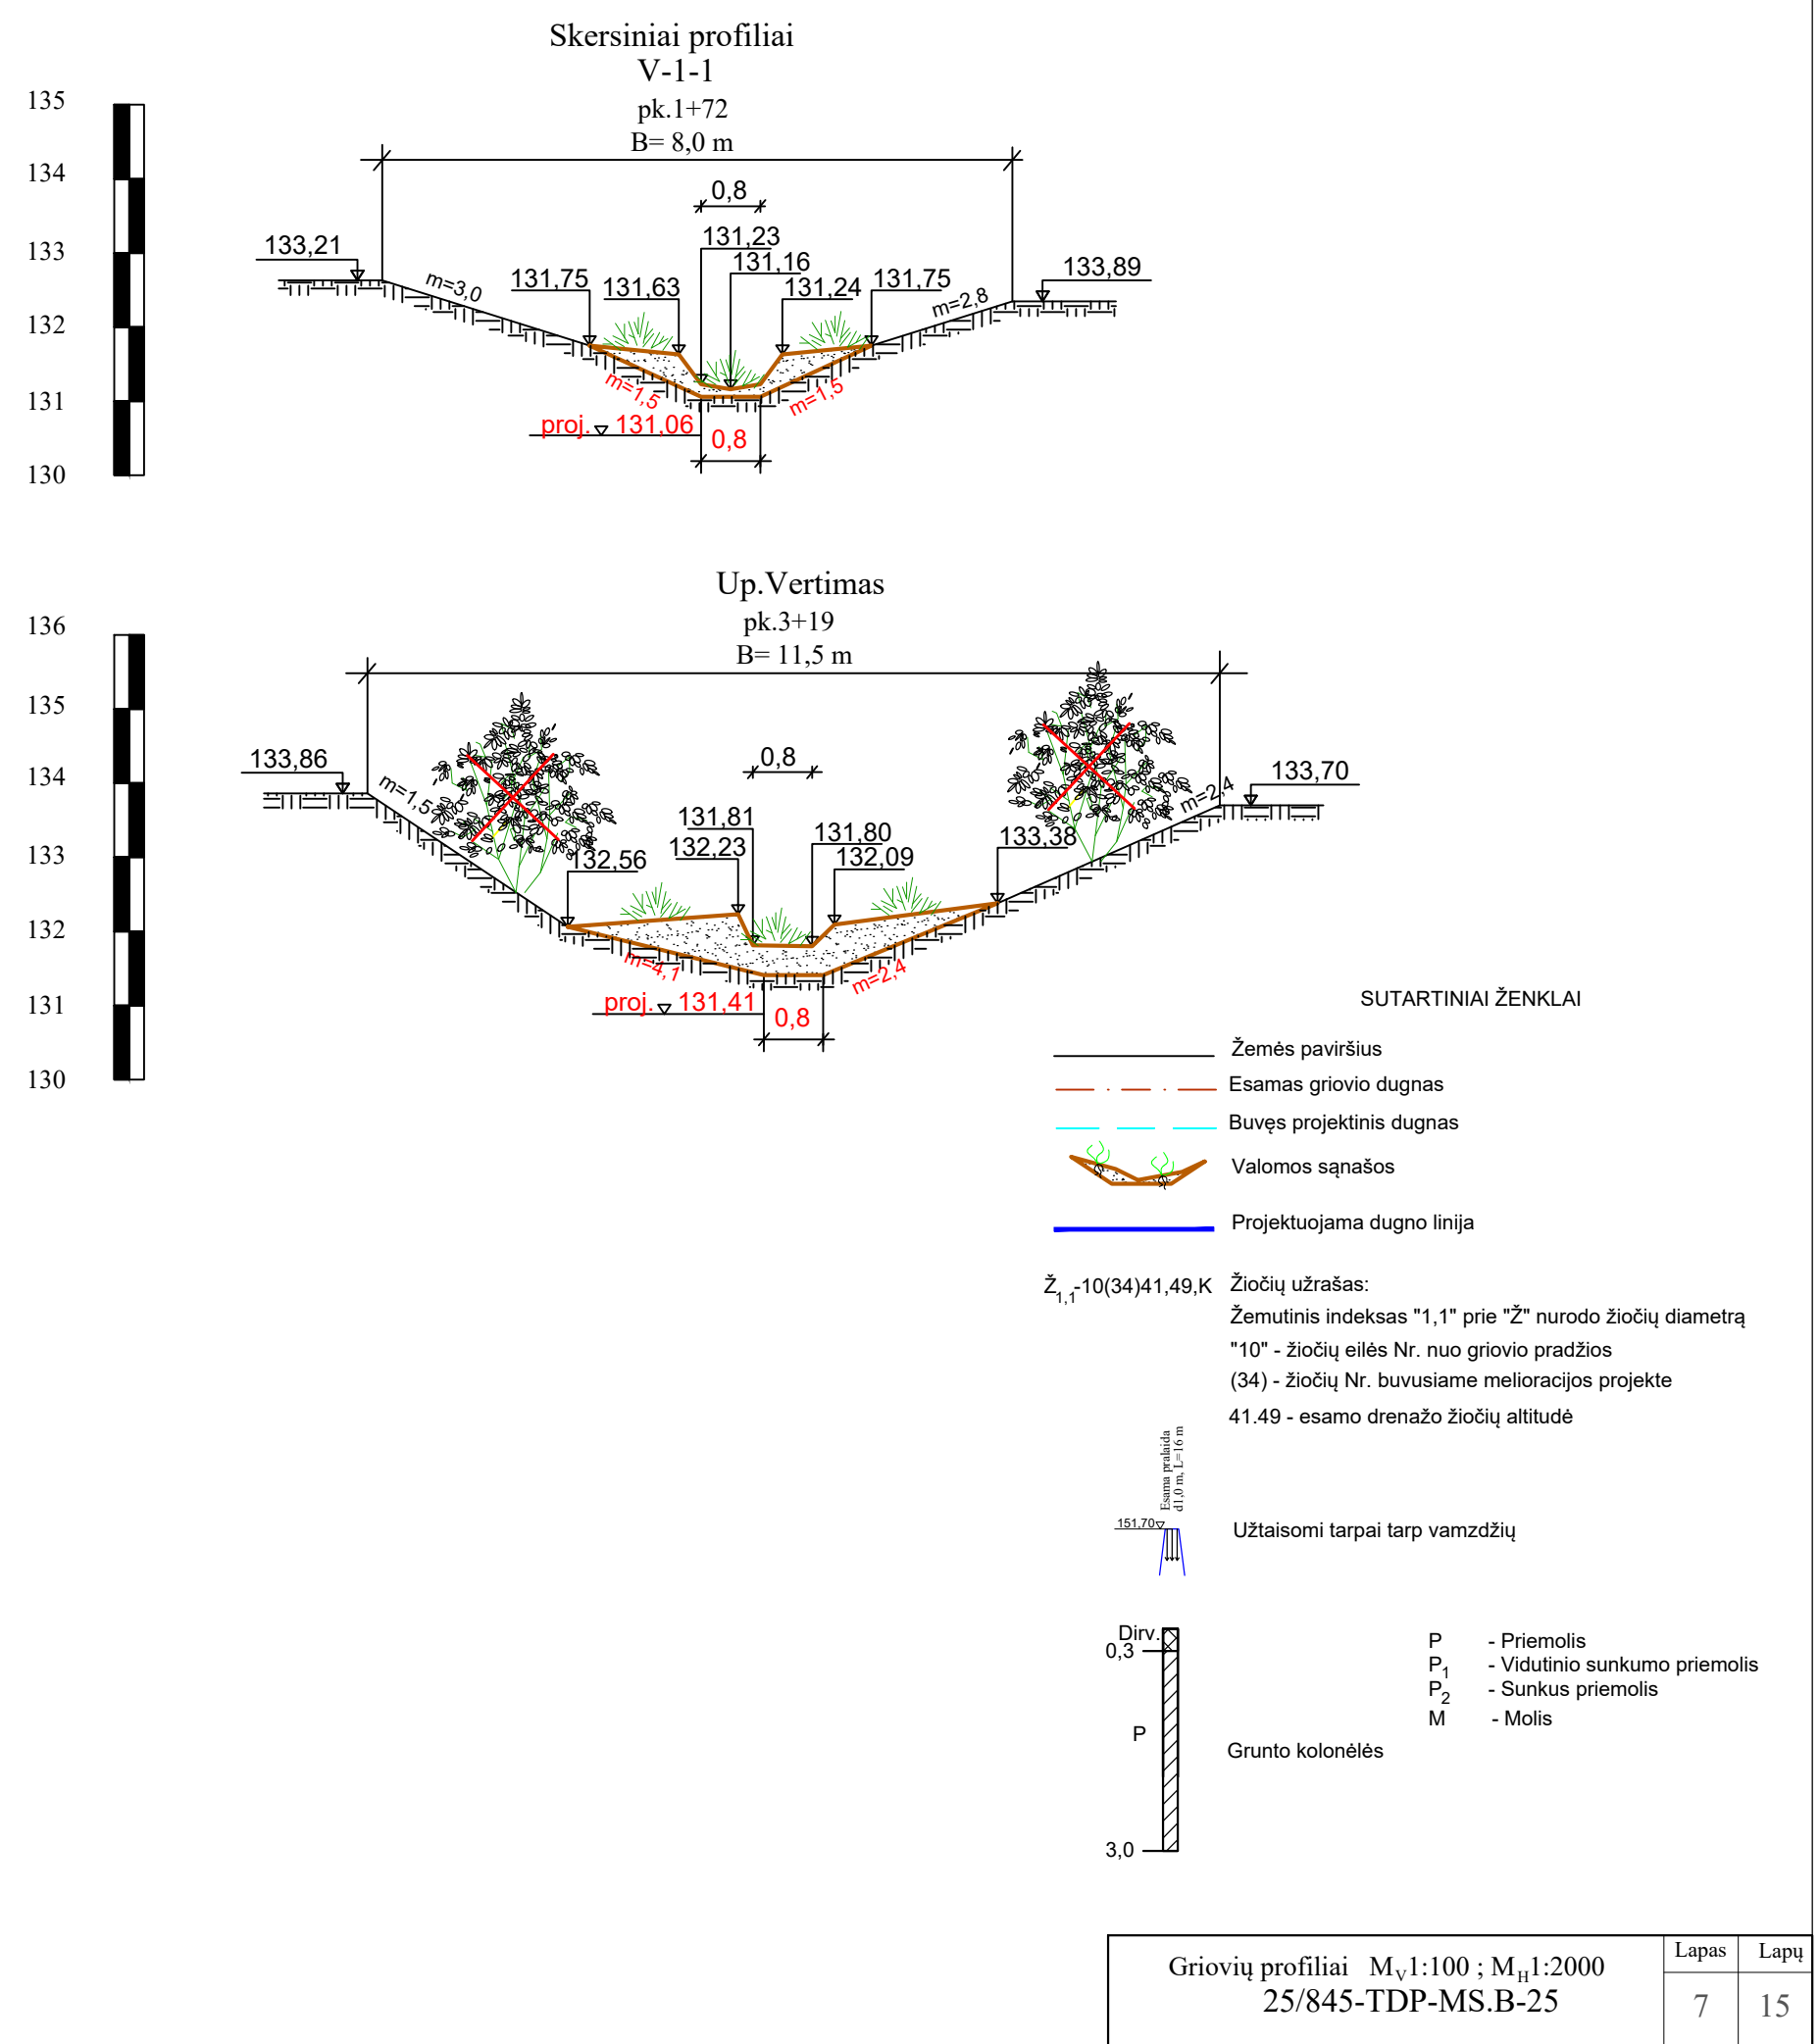 Skersiniai profiliai
V-1-1
pk.1+72
B= 8,0 m
135
134
133
132
131
130
0,8
133,21
131,23
131,16
133,89
m=3,0
131,75
131,63
131,24
131,75
m=2,8
m=1,5
m=1,5
proj. 131,06
0,8
Up.Vertimas
pk.3+19
B= 11,5 m
136
135
134
133
132
131
130
133,86
0,8
133,70
m=1,5
m=2,4
131,81
131,80
133,38
132,56
132,23
132,09
m=4,1
m=2,4
proj. 131,41
0,8
SUTARTINIAI ŽENKLAI
Žemės paviršius
Esamas griovio dugnas
Buvęs projektinis dugnas
Valomos sąnašos
Projektuojama dugno linija
Ž1,1-10(34)41,49,K Žiočių užrašas:
Žemutinis indeksas "1,1" prie "Ž" nurodo žiočių diametrą
"10" - žiočių eilės Nr. nuo griovio pradžios
(34) - žiočių Nr. buvusiame melioracijos projekte
41.49 - esamo drenažo žiočių altitudė
Esama pralaida
d1,0 m, L=16 m
151,70
Užtaisomi tarpai tarp vamzdžių
Dirv.
0,3
P
3,0
Grunto kolonėlės
P - Priemolis
P1 - Vidutinio sunkumo priemolis
P2 - Sunkus priemolis
M - Molis
Griovių profiliai MV1:100 ; MH1:2000
25/845-TDP-MS.B-25
Lapas Lapų
7 15